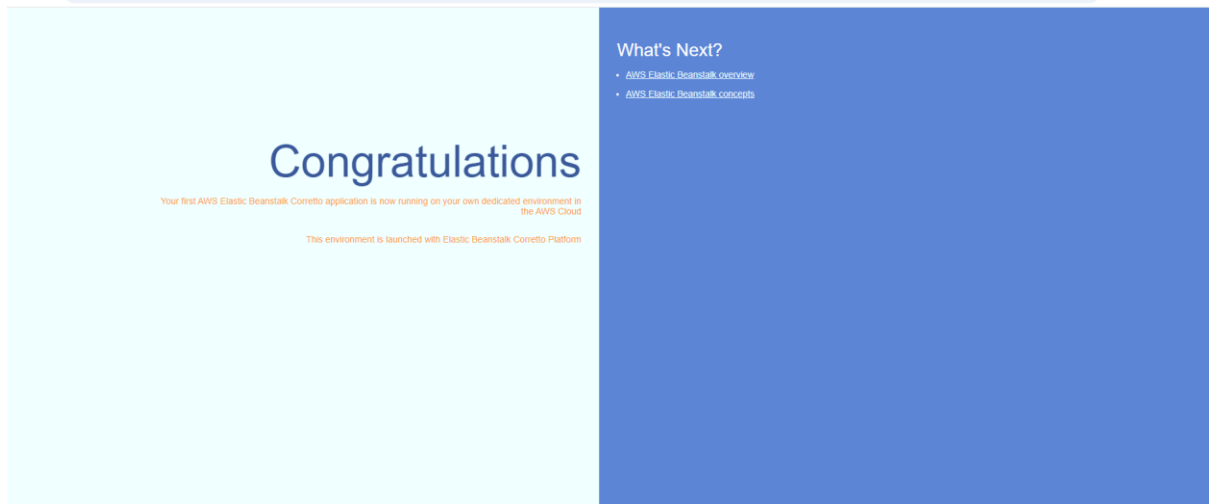 Congratulations
Your first AWS Elastic Beanstalk Corretto application is now running on your own dedicated environment in
the AWS Cloud
This environment is launched with Elastic Beanstalk Corretto Platform
What's Next?
AWS Elastic Beanstalk overview
AWS Elastic Beanstalk concepts